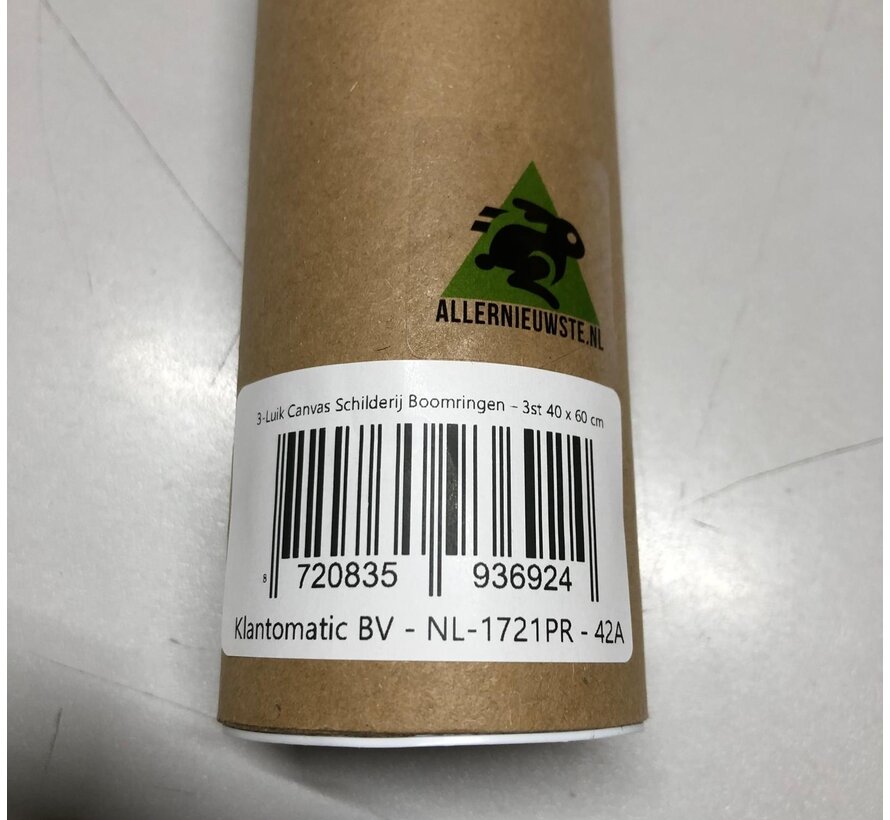 ALLERNIEUWSTE.NL
3-Luik Canvas Schilderij Boomringen – 3st 40 x 60 cm
8 720835 936924
Klantomatic BV - NL-1721PR - 42A